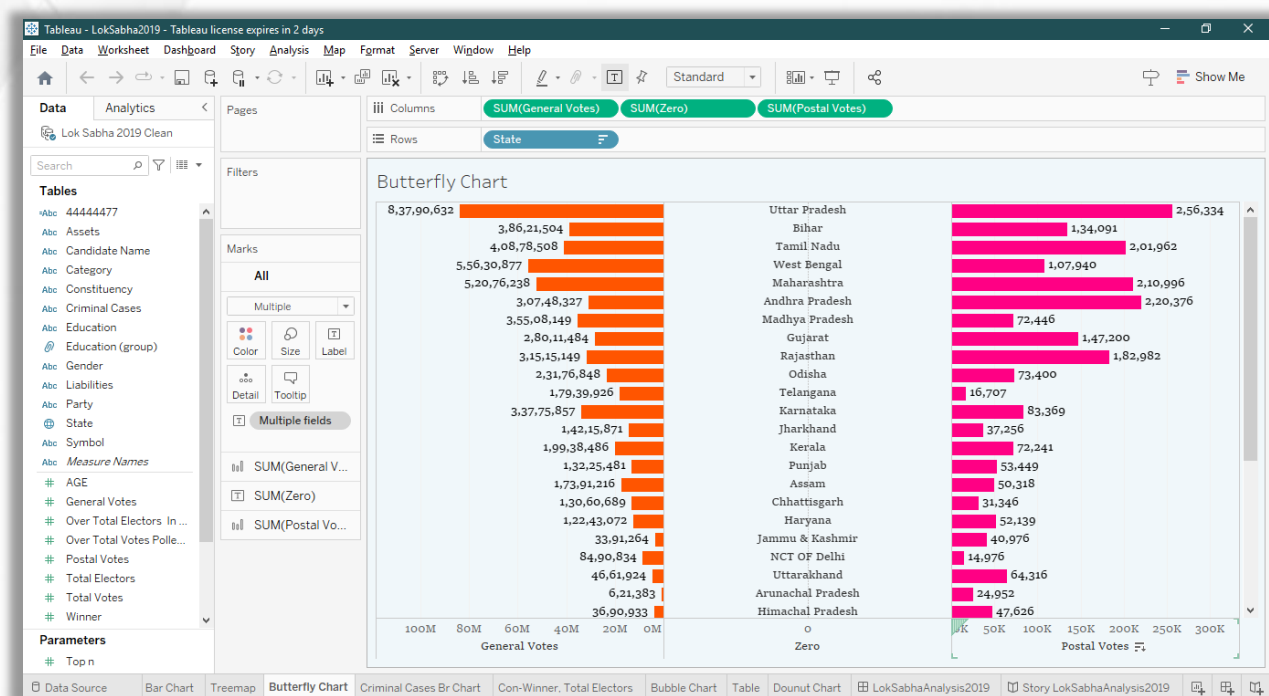 Tableau - LokSabha2019 - Tableau license expires in 2 days
File Data Worksheet Dashboard Story Analysis Map Format Server Window Help
Standard Show Me
Data Analytics
Lok Sabha 2019 Clean
Search
Tables
Abc 44444477
Abc Assets
Abc Candidate Name
Abc Category
Abc Constituency
Abc Criminal Cases
Abc Education
Education (group)
Abc Gender
Abc Liabilities
Abc Party
State
Abc Symbol
Abc Measure Names
# AGE
# General Votes
# Over Total Electors In ...
# Over Total Votes Polle...
# Postal Votes
# Total Electors
# Total Votes
# Winner
Parameters
# Top n
Pages
Filters
Marks
All
Multiple
Color Size Label
Detail Tooltip
Multiple fields
SUM(General V...
SUM(Zero)
SUM(Postal Vo...
Columns SUM(General Votes) SUM(Zero) SUM(Postal Votes)
Rows State
Butterfly Chart
8,37,90,632 Uttar Pradesh 2,56,334
3,86,21,504 Bihar 1,34,091
4,08,78,508 Tamil Nadu 2,01,962
5,56,30,877 West Bengal 1,07,940
5,20,76,238 Maharashtra 2,10,996
3,07,48,327 Andhra Pradesh 2,20,376
3,55,08,149 Madhya Pradesh 72,446
2,80,11,484 Gujarat 1,47,200
3,15,15,149 Rajasthan 1,82,982
2,31,76,848 Odisha 73,400
1,79,39,926 Telangana 16,707
3,37,75,857 Karnataka 83,369
1,42,15,871 Jharkhand 37,256
1,99,38,486 Kerala 72,241
1,32,25,481 Punjab 53,449
1,73,91,216 Assam 50,318
1,30,60,689 Chhattisgarh 31,346
1,22,43,072 Haryana 52,139
33,91,264 Jammu & Kashmir 40,976
84,90,834 NCT OF Delhi 14,976
46,61,924 Uttarakhand 64,316
6,21,383 Arunachal Pradesh 24,952
36,90,933 Himachal Pradesh 47,626
100M 80M 60M 40M 20M 0M 0 K 50K 100K 150K 200K 250K 300K
General Votes Zero Postal Votes
Data Source Bar Chart Treemap Butterfly Chart Criminal Cases Br Chart Con-Winner, Total Electors Bubble Chart Table Dounut Chart LokSabhaAnalysis2019 Story LokSabhaAnalysis2019